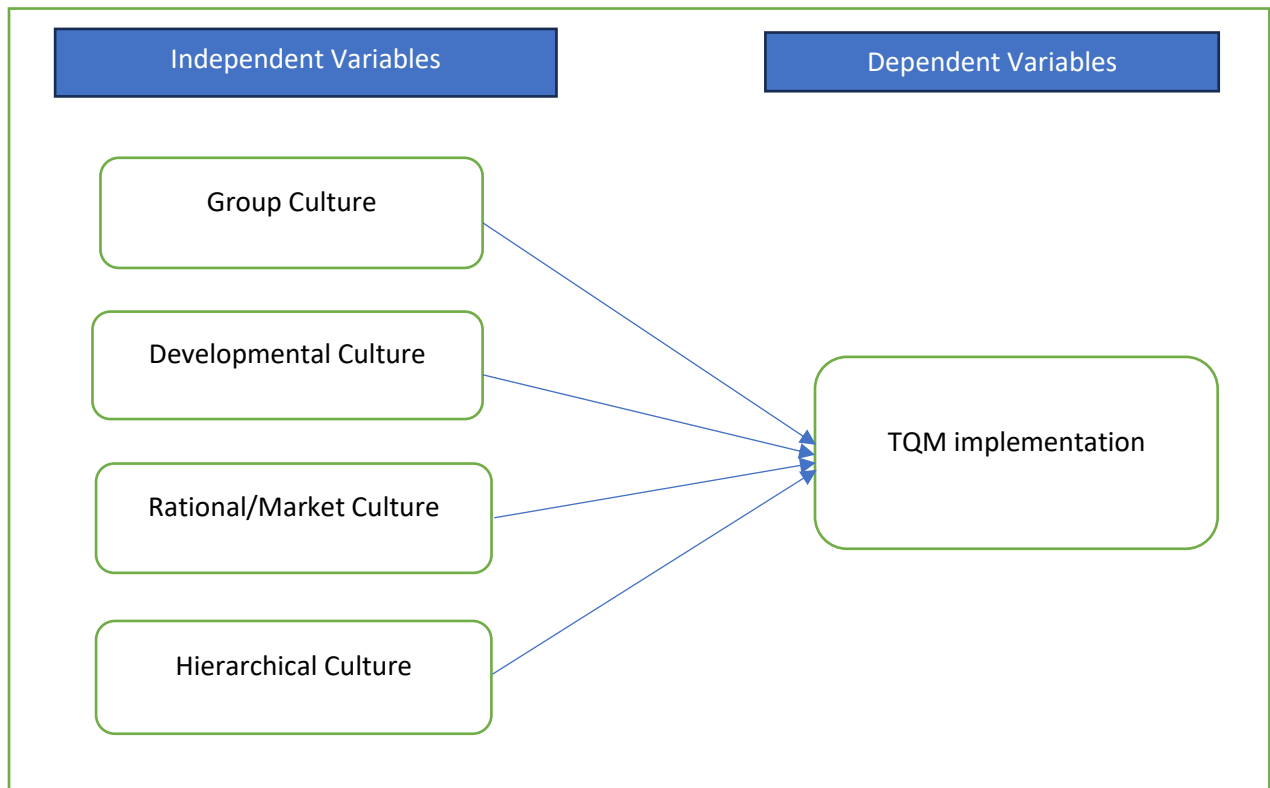 Independent Variables
Dependent Variables
Group Culture
Developmental Culture
TQM implementation
Rational/Market Culture
Hierarchical Culture